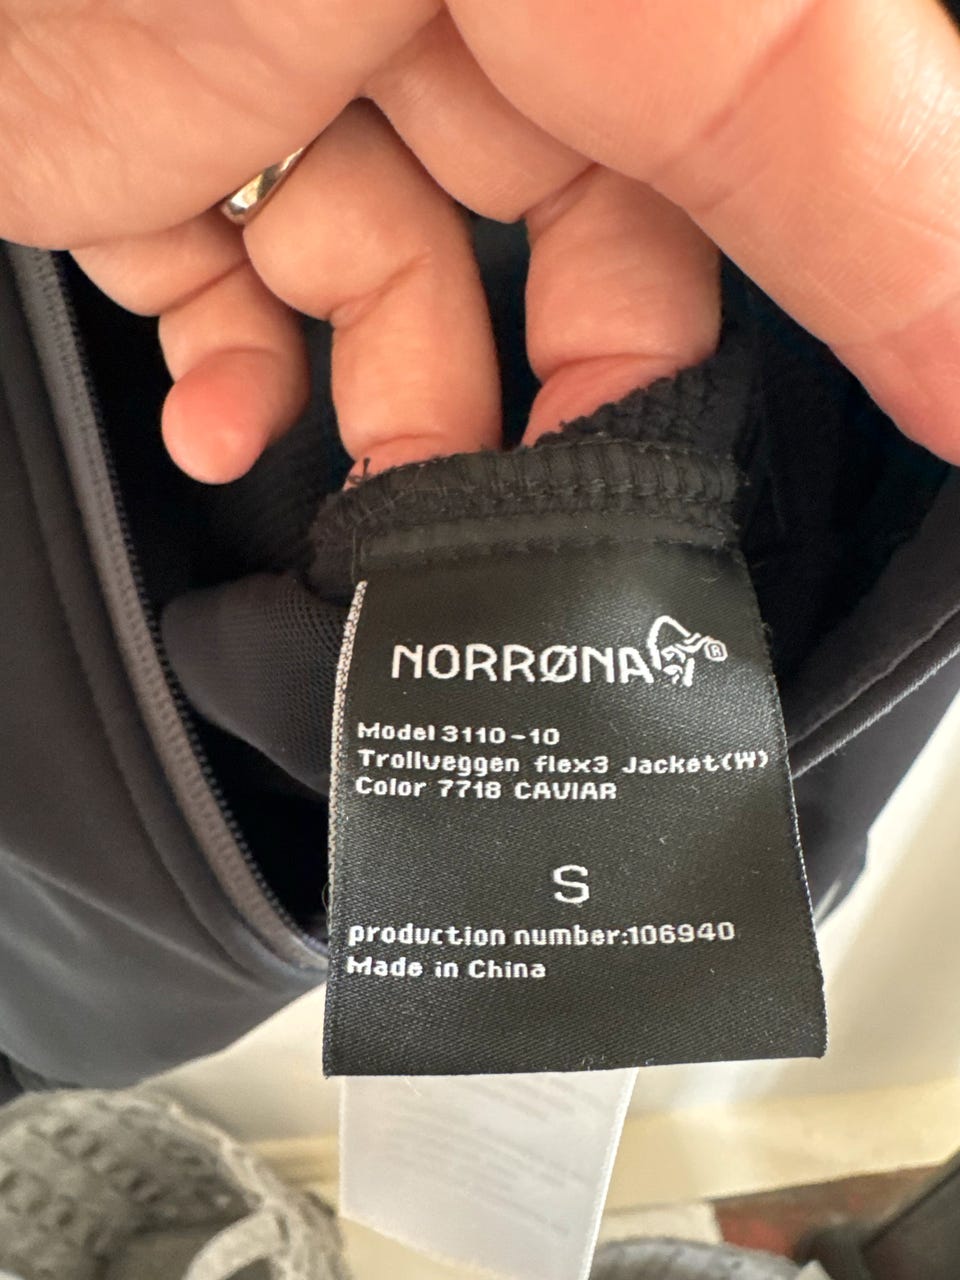 NORRØNA®
Model 3110-10
Trollveggen flex3 Jacket(W)
Color 7718 CAVIAR
S
production number:106940
Made in China